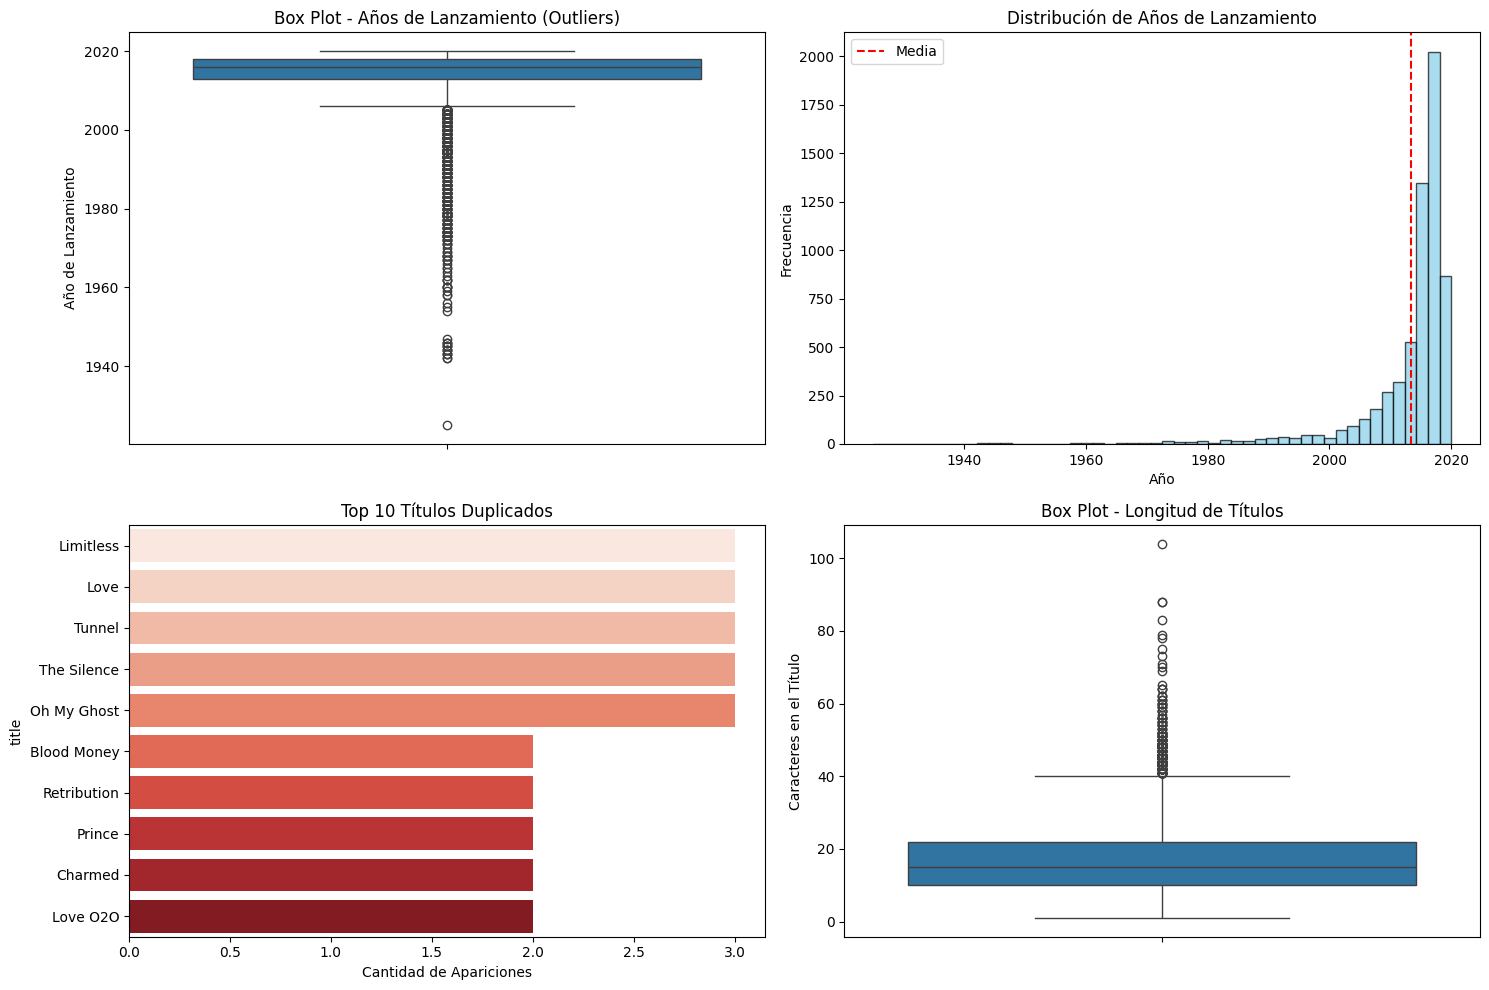 Box Plot - Años de Lanzamiento (Outliers)
Año de Lanzamiento
2020
2000
1980
1960
1940
Distribución de Años de Lanzamiento
Media
Frecuencia
2000
1750
1500
1250
1000
750
500
250
0
1940 1960 1980 2000 2020
Año
Top 10 Títulos Duplicados
title
Limitless
Love
Tunnel
The Silence
Oh My Ghost
Blood Money
Retribution
Prince
Charmed
Love O2O
0.0 0.5 1.0 1.5 2.0 2.5 3.0
Cantidad de Apariciones
Box Plot - Longitud de Títulos
Caracteres en el Título
100
80
60
40
20
0